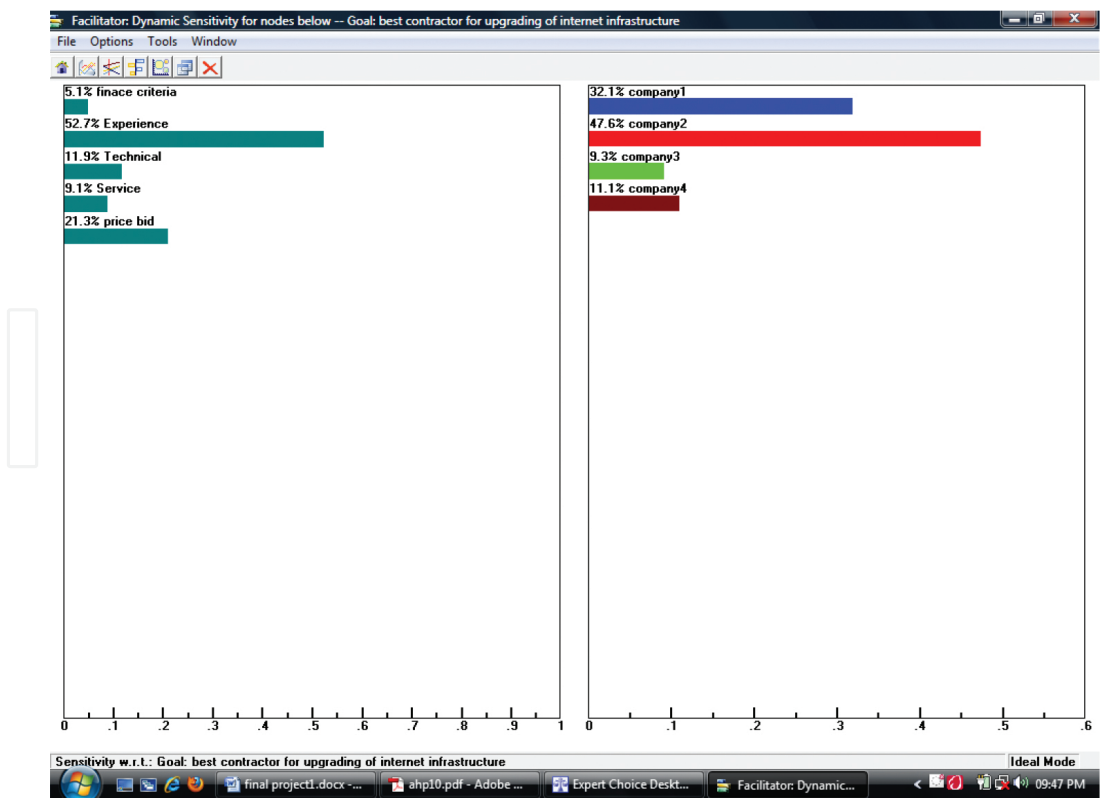 Facilitator: Dynamic Sensitivity for nodes below -- Goal: best contractor for upgrading of internet infrastructure
File Options Tools Window
5.1% finace criteria
52.7% Experience
11.9% Technical
9.1% Service
21.3% price bid
0 .1 .2 .3 .4 .5 .6 .7 .8 .9 1
32.1% company1
47.6% company2
9.3% company3
11.1% company4
0 .1 .2 .3 .4 .5 .6
Sensitivity w.r.t.: Goal: best contractor for upgrading of internet infrastructure Ideal Mode
final project1.docx -... ahp10.pdf - Adobe ... Expert Choice Deskt... Facilitator: Dynamic... 09:47 PM